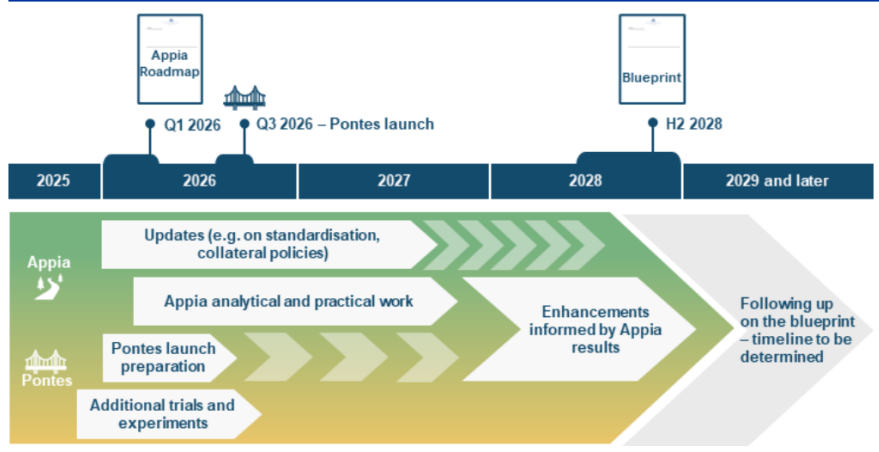 Appia
Roadmap
Blueprint
Q1 2026
Q3 2026 – Pontes launch
H2 2028
2025
2026
2027
2028
2029 and later
Updates (e.g. on standardisation,
collateral policies)
Appia
Appia analytical and practical work
Enhancements
informed by Appia
results
Following up
on the blueprint
– timeline to be
determined
Pontes launch
preparation
Pontes
Additional trials and
experiments